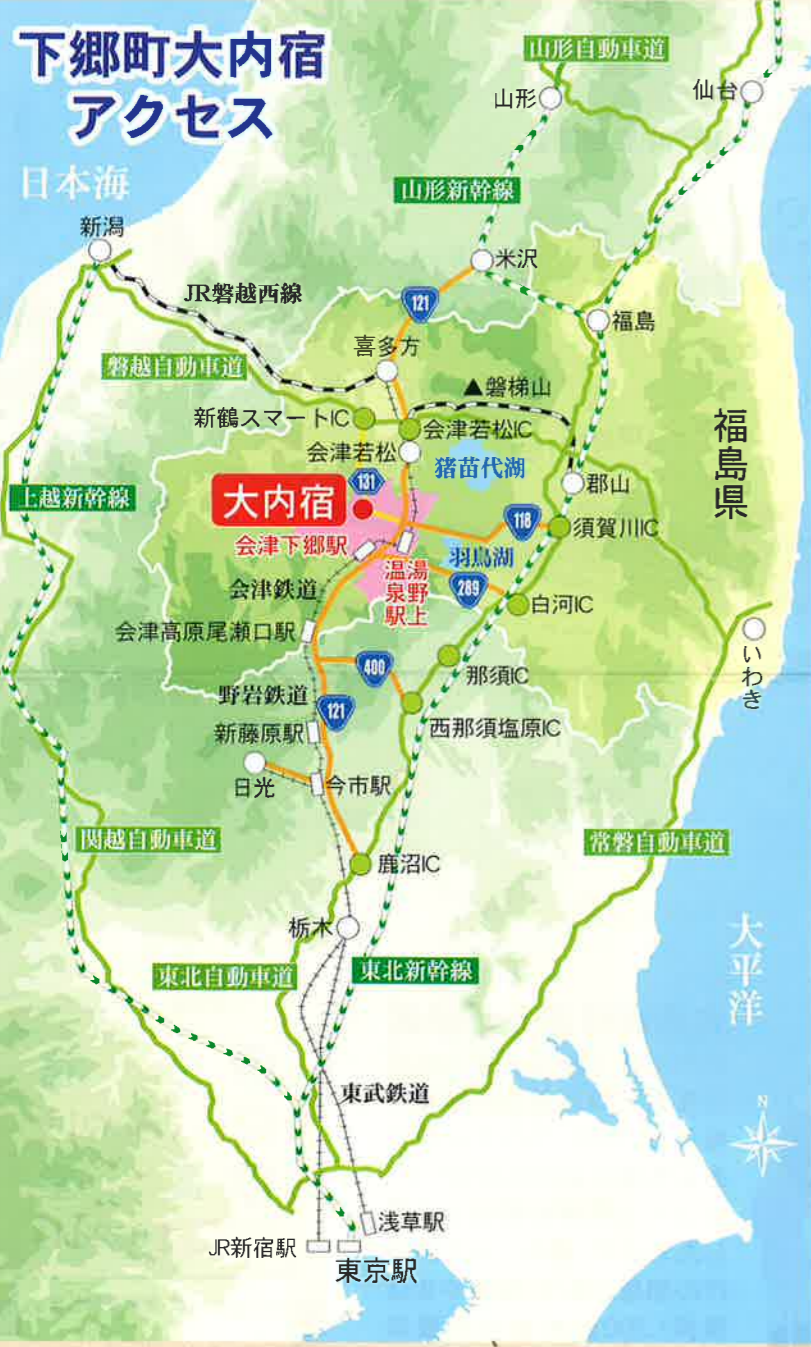 下郷町大内宿
アクセス
山形自動車道
山形
仙台
日本海
山形新幹線
新潟
米沢
JR磐越西線
121
福島
喜多方
磐越自動車道
▲磐梯山
新鶴スマートIC
会津若松IC
会津若松
猪苗代湖
福島県
131
郡山
上越新幹線
大内宿
118
須賀川IC
会津下郷駅
羽鳥湖
湯野上
温泉駅
289
会津鉄道
白河IC
会津高原尾瀬口駅
いわき
400
那須IC
野岩鉄道
121
西那須塩原IC
新藤原駅
日光
今市駅
関越自動車道
常磐自動車道
鹿沼IC
栃木
大平洋
東北自動車道
東北新幹線
東武鉄道
N
浅草駅
JR新宿駅
東京駅